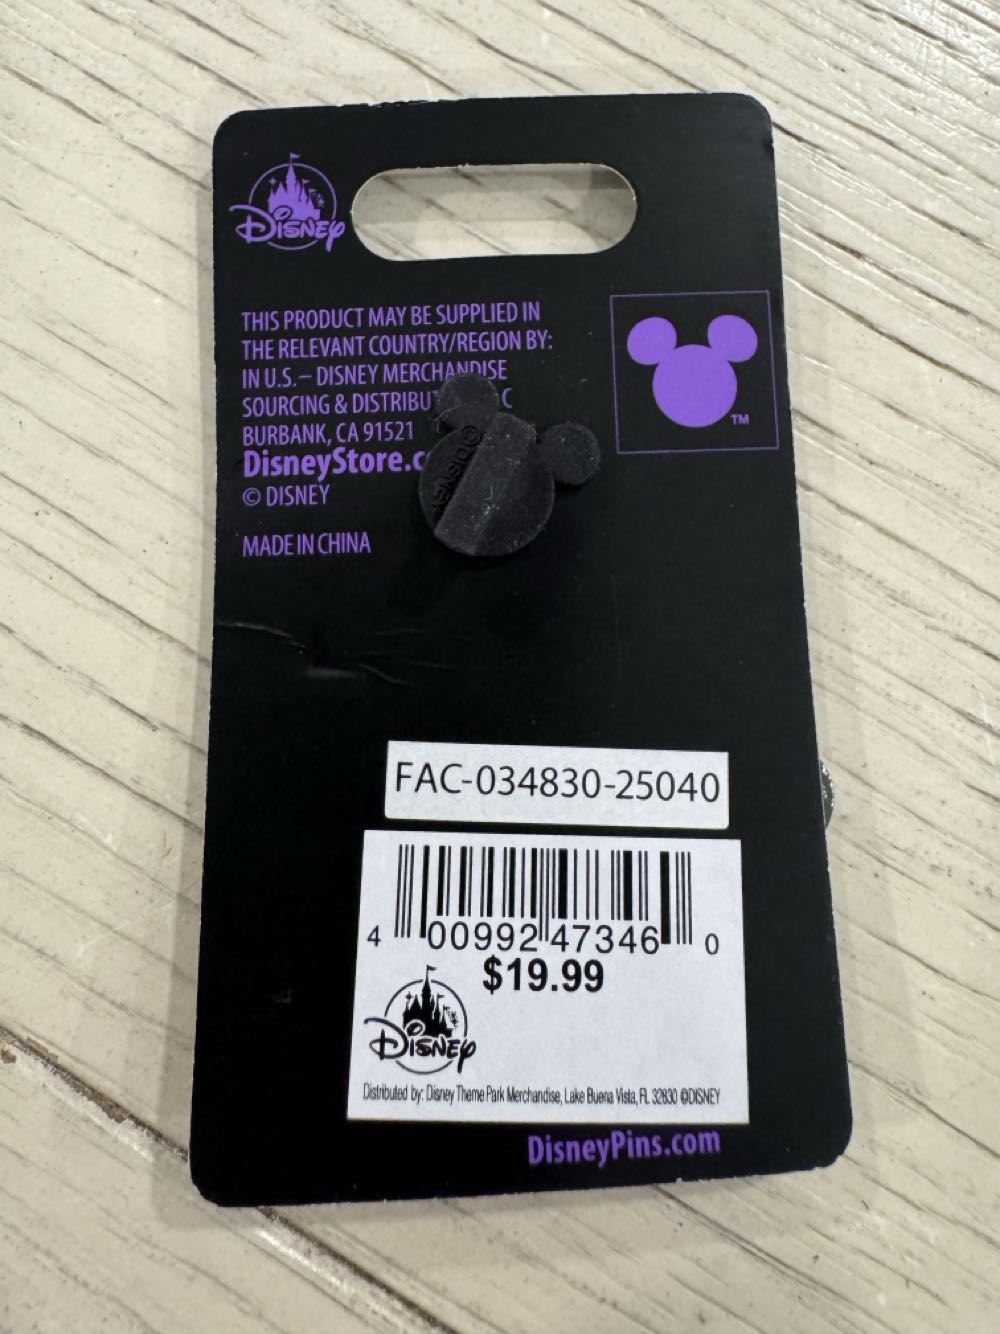 Disney
THIS PRODUCT MAY BE SUPPLIED IN
THE RELEVANT COUNTRY/REGION BY:
IN U.S.– DISNEY MERCHANDISE
SOURCING & DISTRIBU C
BURBANK, CA 91521
DisneyStore.c
© DISNEY
MADE IN CHINA
TM
©DISNEY
FAC-034830-25040
4 00992 47346 0
$19.99
Disney
Distributed by: Disney Theme Park Merchandise, Lake Buena Vista, FL 32830 ©DISNEY
DisneyPins.com